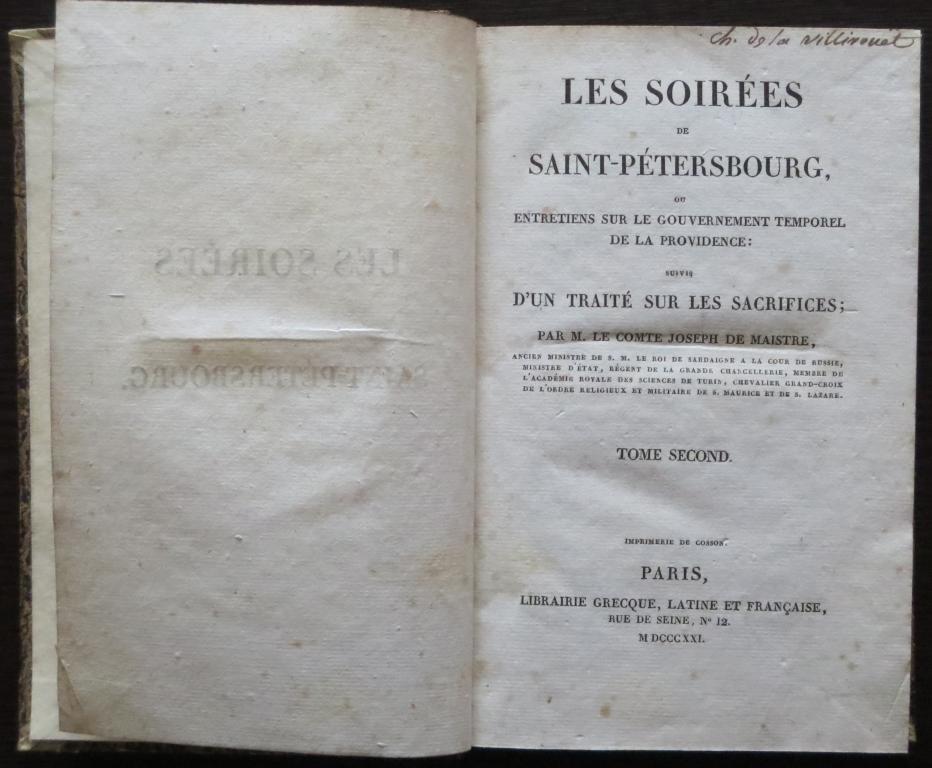 Ch. de la Villirouët
LES SOIRÉES
DE
SAINT-PÉTERSBOURG,
OU
ENTRETIENS SUR LE GOUVERNEMENT TEMPOREL
DE LA PROVIDENCE:
SUIVIS
D'UN TRAITÉ SUR LES SACRIFICES;
PAR M. LE COMTE JOSEPH DE MAISTRE,
ANCIEN MINISTRE DE S. M. LE ROI DE SARDAIGNE A LA COUR DE RUSSIE,
MINISTRE D'ÉTAT, RÉGENT DE LA GRANDE CHANCELLERIE, MEMBRE DE
L'ACADÉMIE ROYALE DES SCIENCES DE TURIN, CHEVALIER GRAND-CROIX
DE L'ORDRE RELIGIEUX ET MILITAIRE DE S. MAURICE ET DE S. LAZARE.
TOME SECOND.
IMPRIMERIE DE COSSON.
PARIS,
LIBRAIRIE GRECQUE, LATINE ET FRANÇAISE,
RUE DE SEINE, Nº 12.
M DCCCXXI.